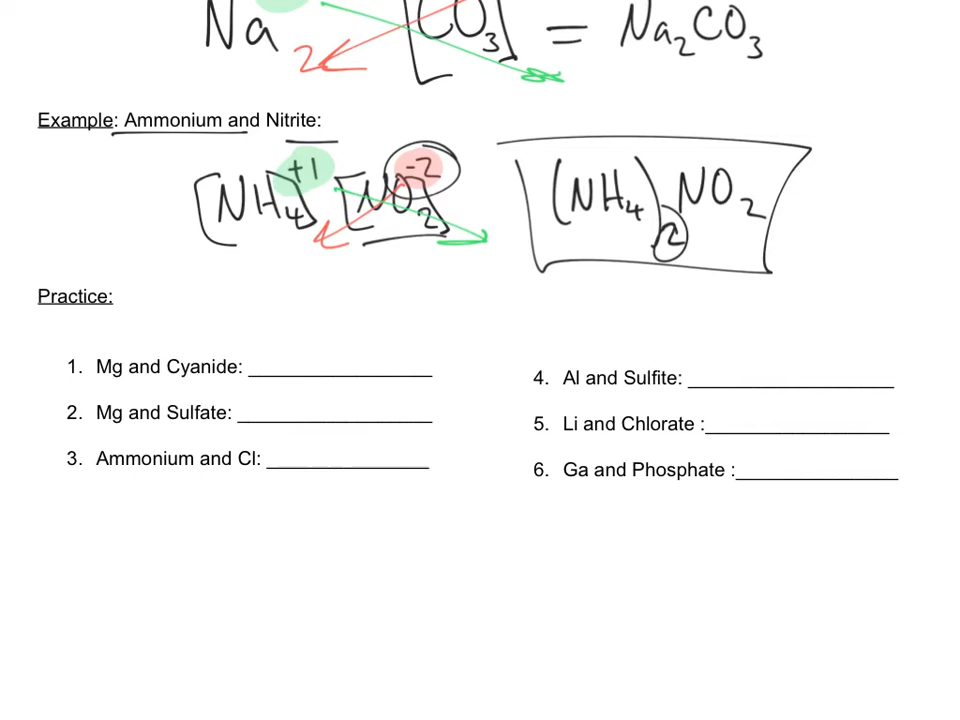 Na 2 [CO3] = Na2CO3
Example: Ammonium and Nitrite:
[NH4]+1 [NO2]-2 (NH4)2NO2
Practice:
1. Mg and Cyanide: ________________
2. Mg and Sulfate: _________________
3. Ammonium and Cl: ______________
4. Al and Sulfite: __________________
5. Li and Chlorate :________________
6. Ga and Phosphate :______________